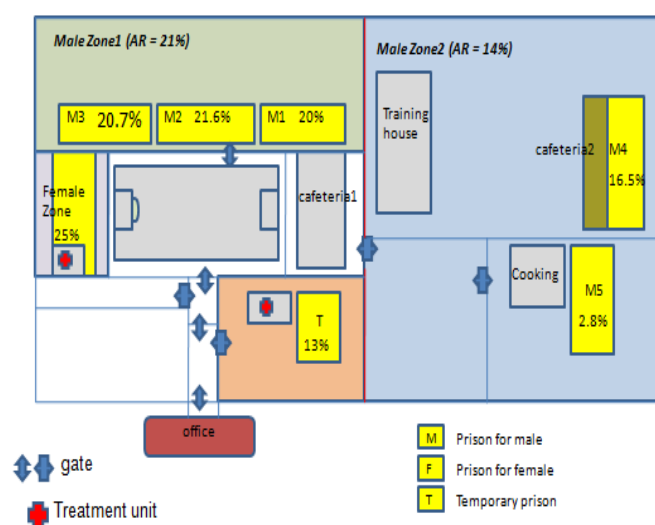 Male Zone1 (AR = 21%)
Male Zone2 (AR = 14%)
M3 20.7%
M2 21.6%
M1 20%
Training
house
cafeteria2
M4
16.5%
Female
Zone
25%
cafeteria1
Cooking
M5
2.8%
T
13%
office
M Prison for male
F Prison for female
T Temporary prison
gate
Treatment unit